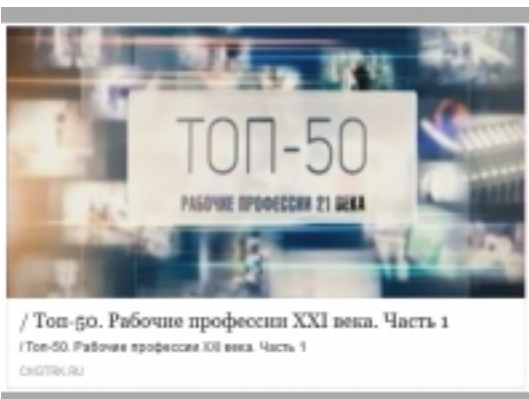 ТОП-50
РАБОЧИЕ ПРОФЕССИИ 21 ВЕКА
/ Топ-50. Рабочие профессии XXI века. Часть 1
/ Топ-50. Рабочие профессии XXI века. Часть 1
CHGTRK.RU